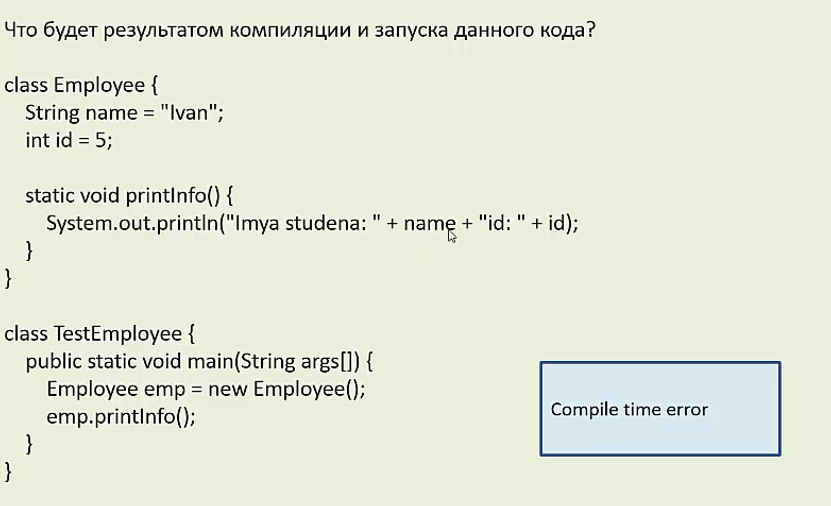 Что будет результатом компиляции и запуска данного кода?
class Employee {
String name = "Ivan";
int id = 5;
static void printInfo() {
System.out.println("Imya studena: " + name + "id: " + id);
}
}
class TestEmployee {
public static void main(String args[]) {
Employee emp = new Employee();
emp.printInfo();
}
}
Compile time error